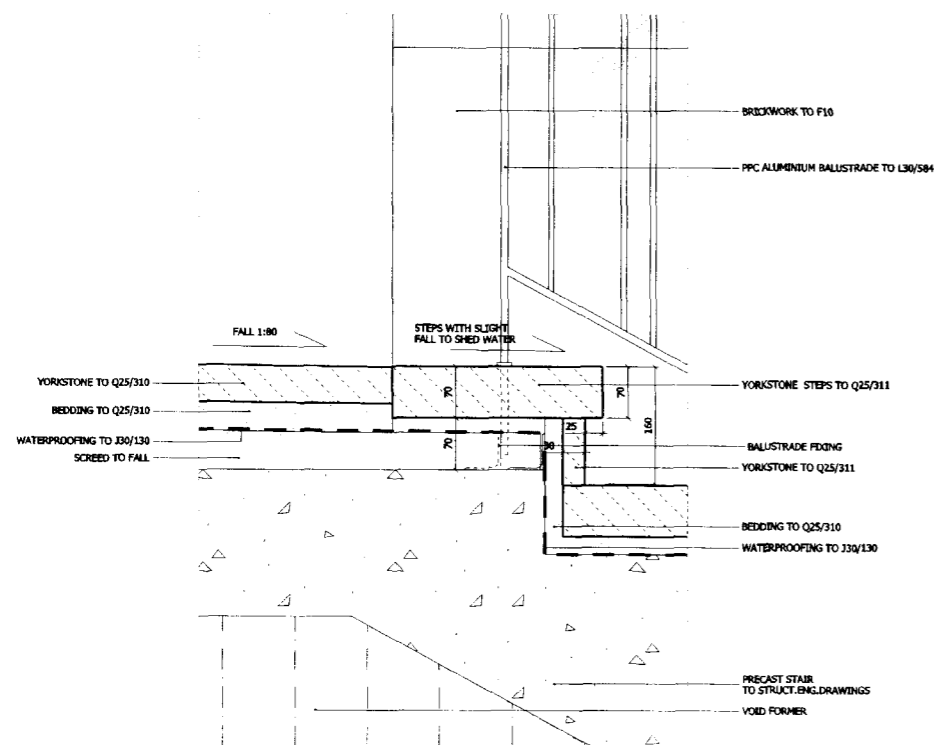 BRICKWORK TO F10
PPC ALUMINIUM BALUSTRADE TO L30/584
FALL 1:80
STEPS WITH SLIGHT
FALL TO SHED WATER
YORKSTONE TO Q25/310
BEDDING TO Q25/310
WATERPROOFING TO J30/130
SCREED TO FALL
70
70
70
25
30
160
YORKSTONE STEPS TO Q25/311
BALUSTRADE FIXING
YORKSTONE TO Q25/311
BEDDING TO Q25/310
WATERPROOFING TO J30/130
PRECAST STAIR
TO STRUCT.ENG.DRAWINGS
VOID FORMER